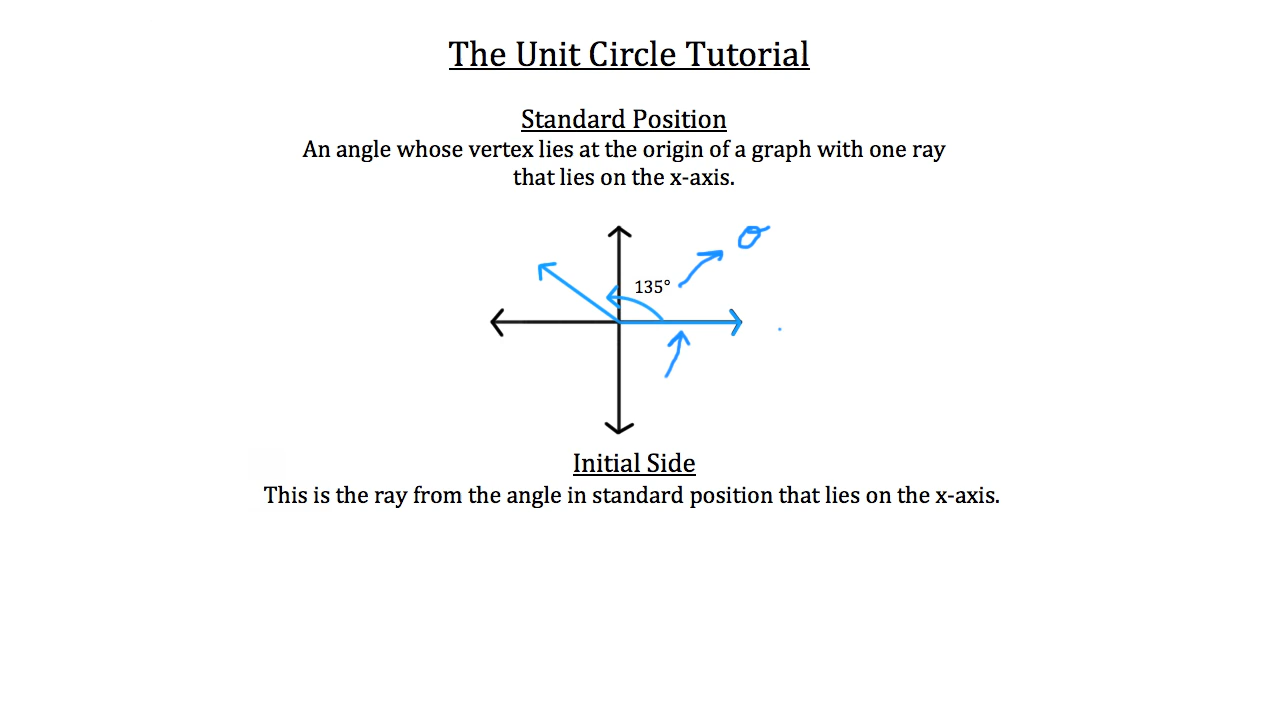 The Unit Circle Tutorial
Standard Position
An angle whose vertex lies at the origin of a graph with one ray
that lies on the x-axis.
θ
135°
Initial Side
This is the ray from the angle in standard position that lies on the x-axis.